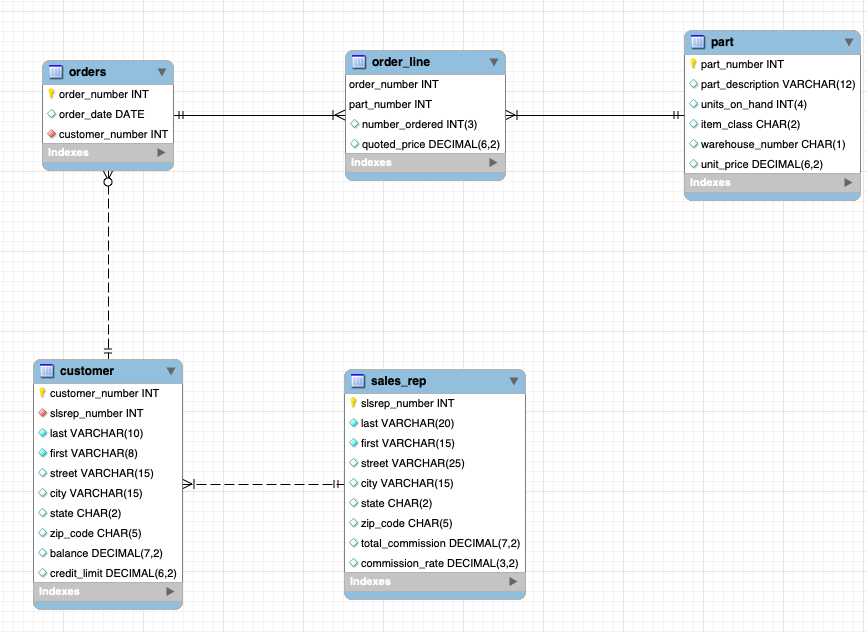 orders
order_number INT
order_date DATE
customer_number INT
Indexes
order_line
order_number INT
part_number INT
number_ordered INT(3)
quoted_price DECIMAL(6,2)
Indexes
part
part_number INT
part_description VARCHAR(12)
units_on_hand INT(4)
item_class CHAR(2)
warehouse_number CHAR(1)
unit_price DECIMAL(6,2)
Indexes
customer
customer_number INT
slsrep_number INT
last VARCHAR(10)
first VARCHAR(8)
street VARCHAR(15)
city VARCHAR(15)
state CHAR(2)
zip_code CHAR(5)
balance DECIMAL(7,2)
credit_limit DECIMAL(6,2)
Indexes
sales_rep
slsrep_number INT
last VARCHAR(20)
first VARCHAR(15)
street VARCHAR(25)
city VARCHAR(15)
state CHAR(2)
zip_code CHAR(5)
total_commission DECIMAL(7,2)
commission_rate DECIMAL(3,2)
Indexes